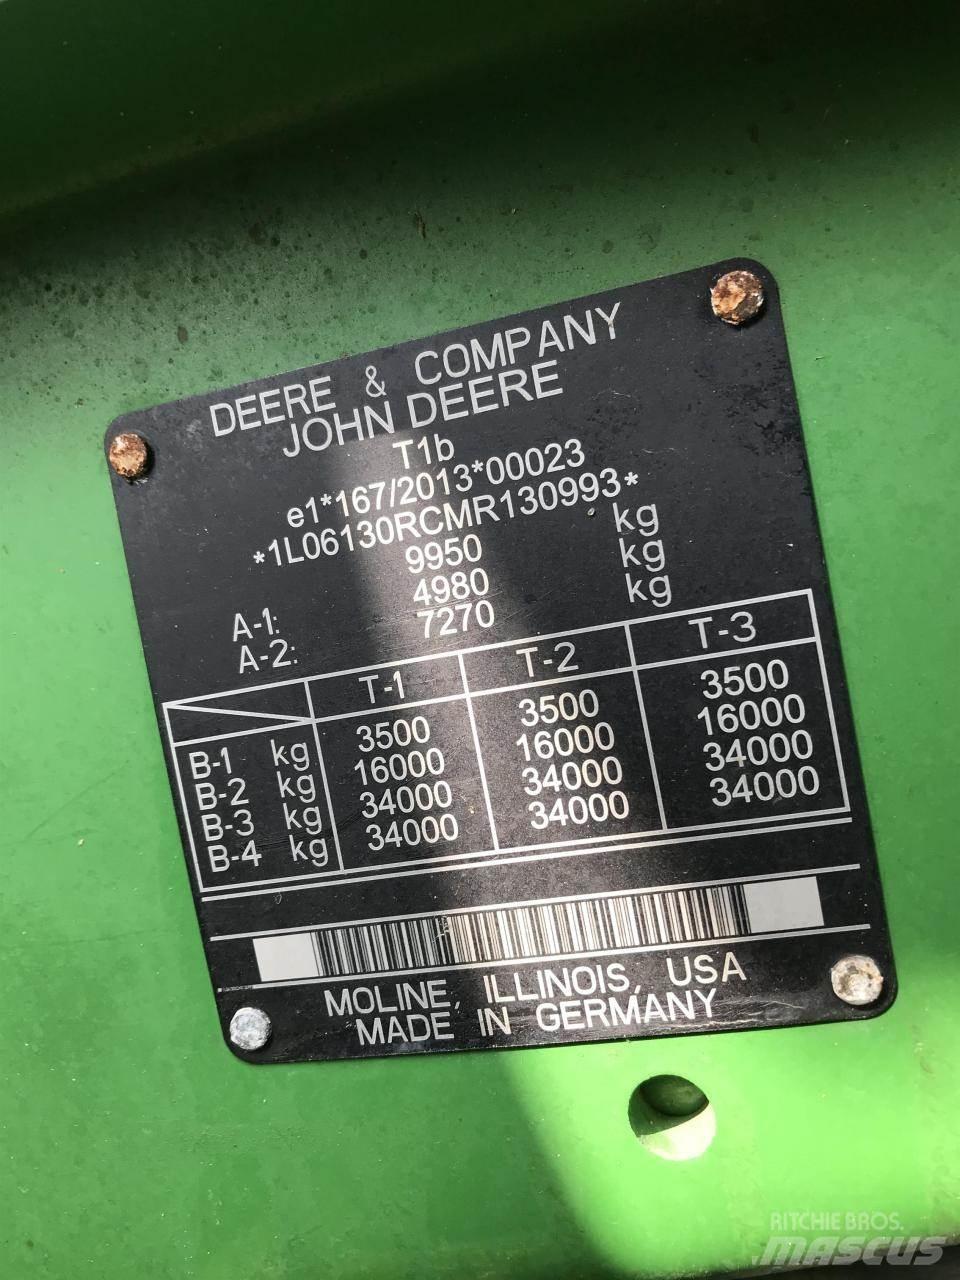 DEERE & COMPANY
JOHN DEERE
T1b
e1*167/2013*00023
*1L06130RCMR130993*
9950 kg
A-1: 4980 kg
A-2: 7270 kg
T-1 T-2 T-3
B-1 kg 3500 3500 3500
B-2 kg 16000 16000 16000
B-3 kg 34000 34000 34000
B-4 kg 34000 34000 34000
MOLINE, ILLINOIS, USA
MADE IN GERMANY
RITCHIE BROS.
MASCUS